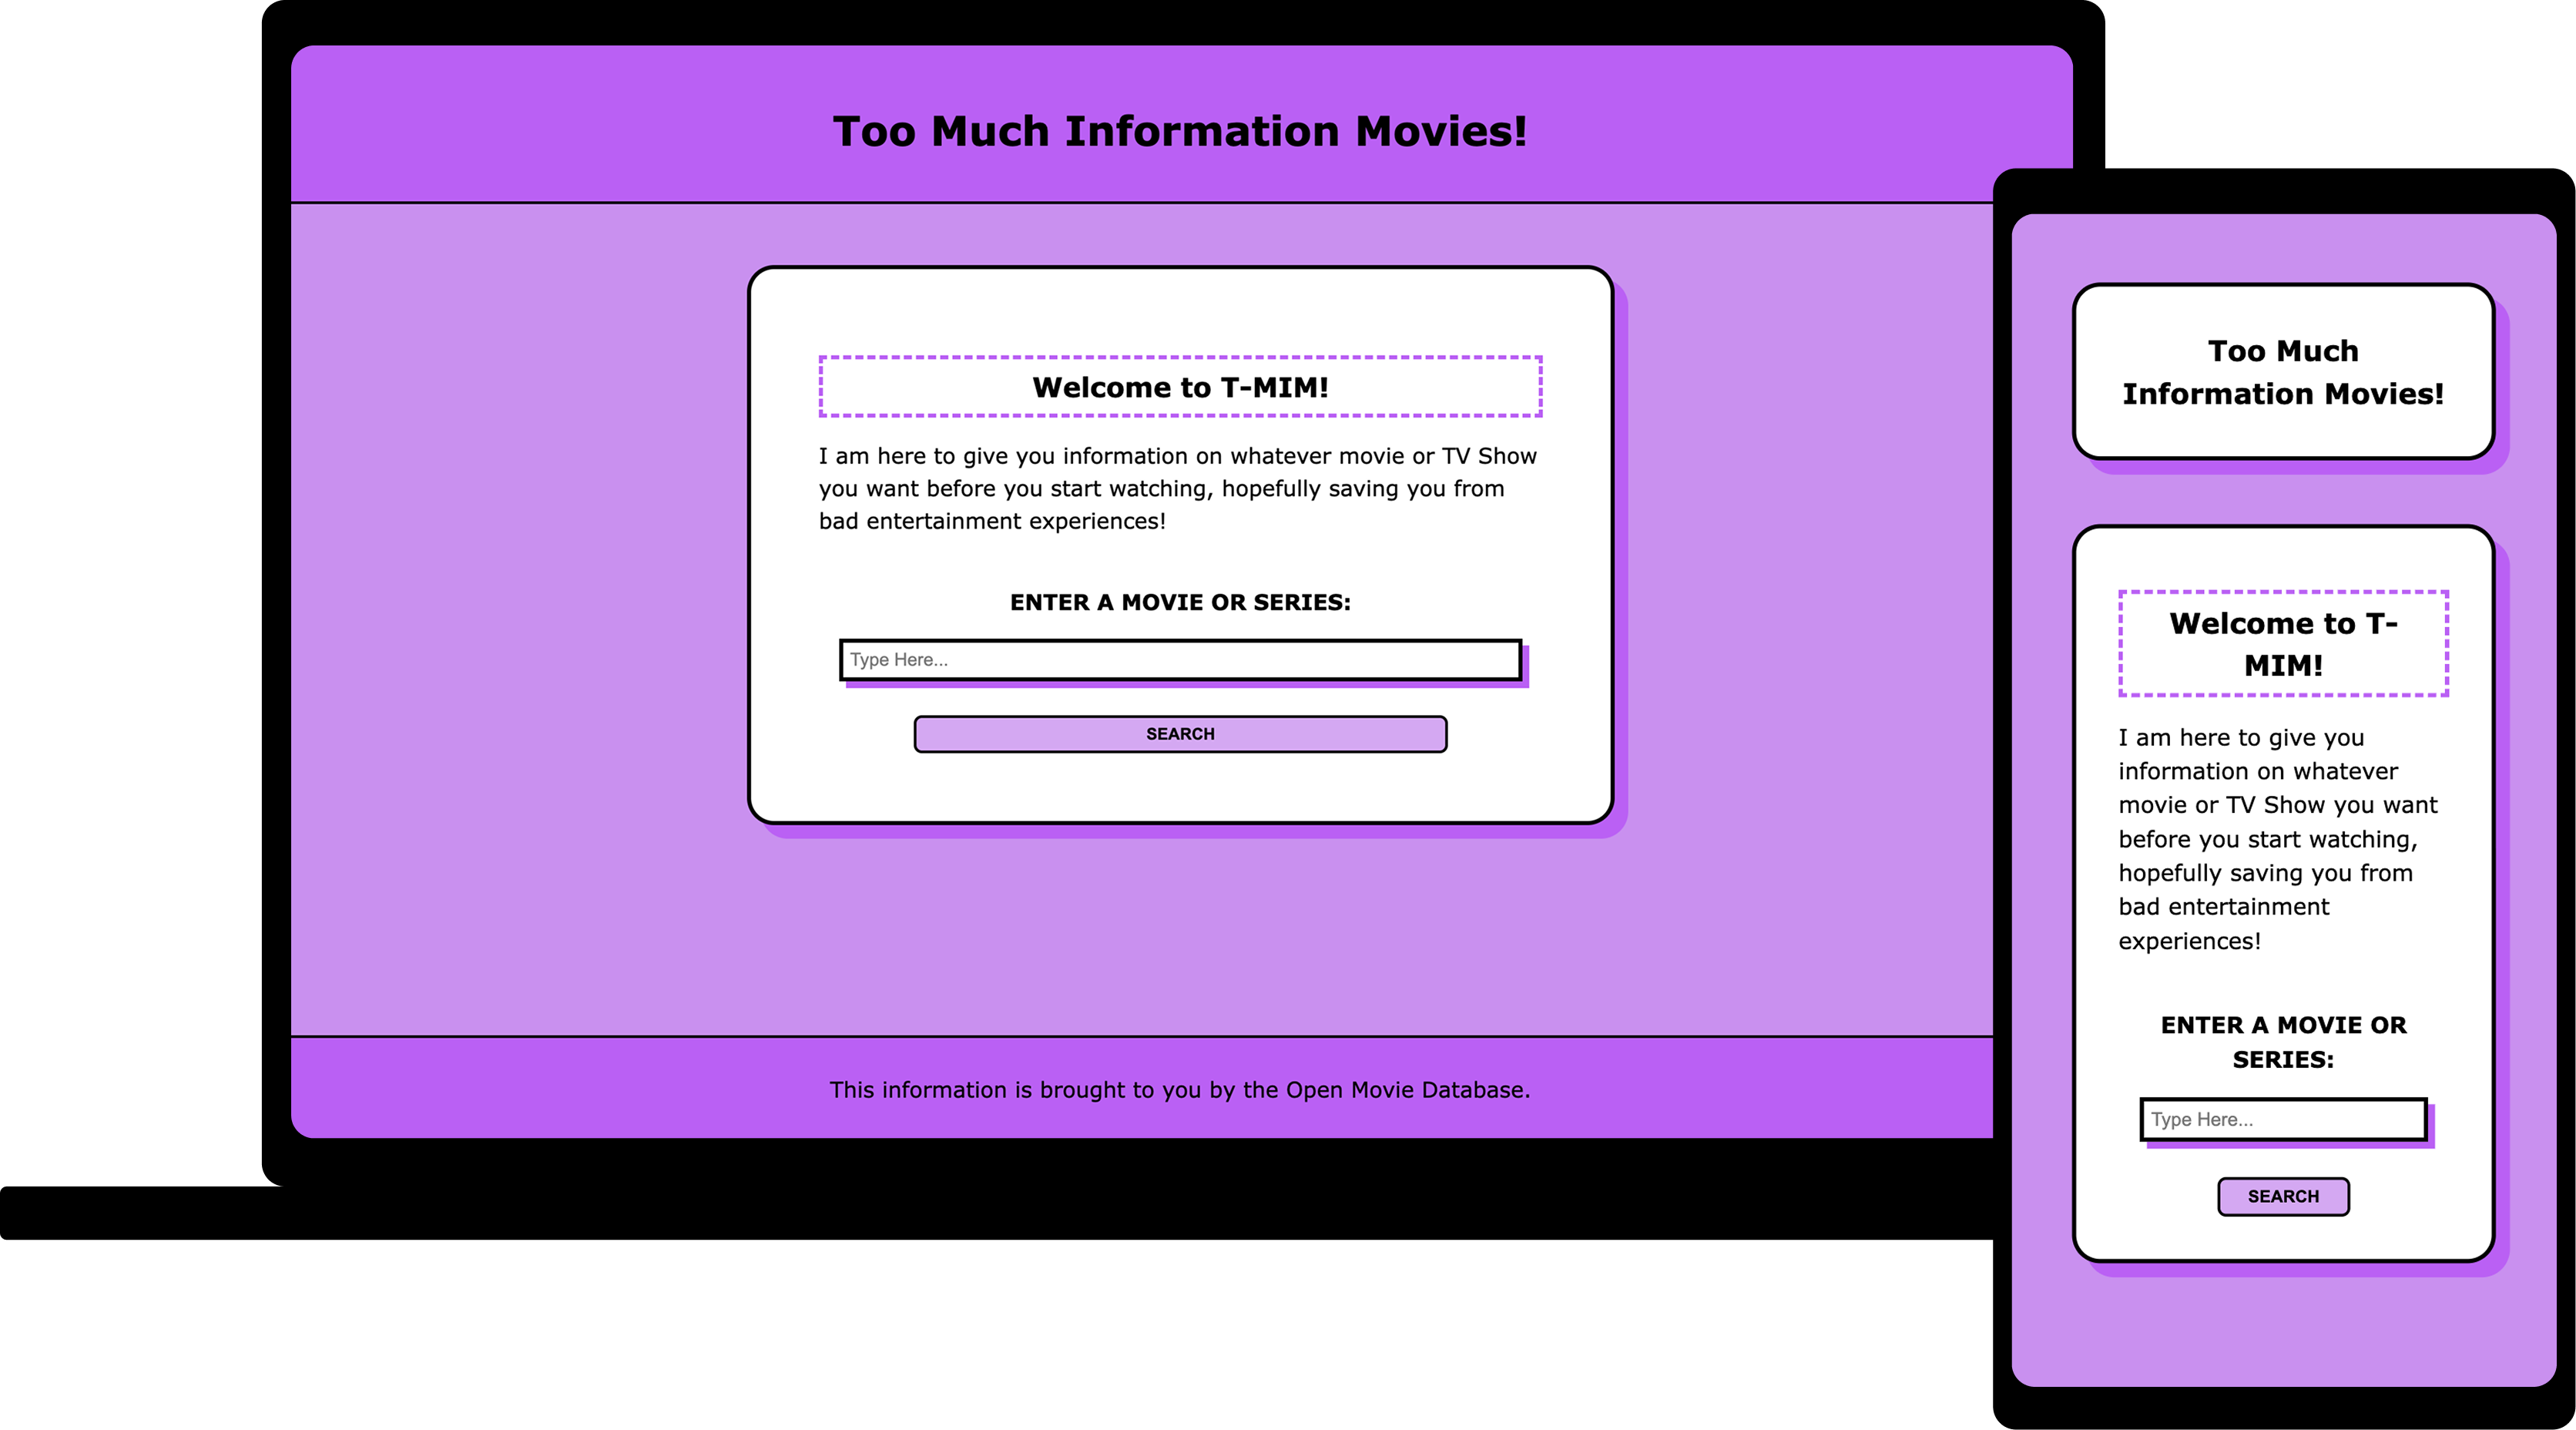 Too Much Information Movies!
Welcome to T-MIM!
I am here to give you information on whatever movie or TV Show
you want before you start watching, hopefully saving you from
bad entertainment experiences!
ENTER A MOVIE OR SERIES:
Type Here...
SEARCH
This information is brought to you by the Open Movie Database.
Too Much
Information Movies!
Welcome to T-
MIM!
I am here to give you
information on whatever
movie or TV Show you want
before you start watching,
hopefully saving you from
bad entertainment
experiences!
ENTER A MOVIE OR
SERIES:
Type Here...
SEARCH